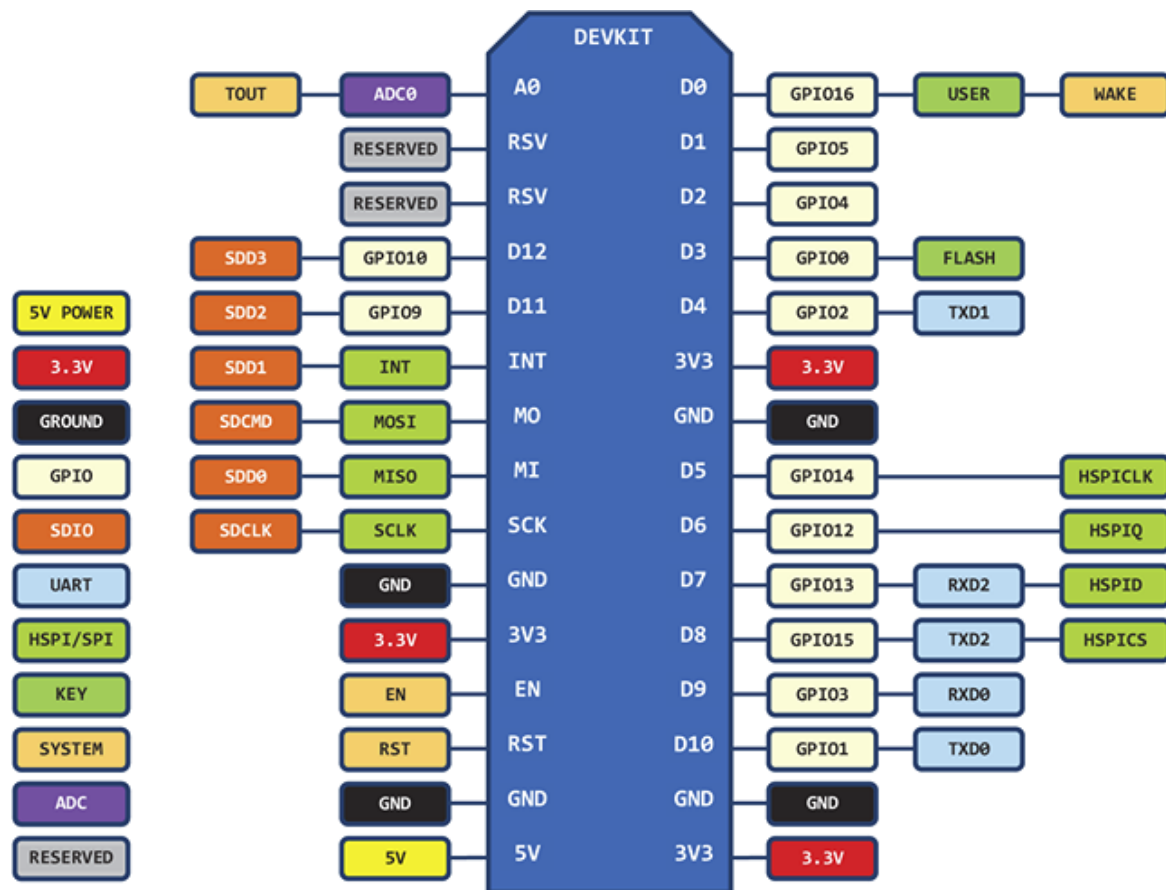 DEVKIT
TOUT ADC0 A0 D0 GPIO16 USER WAKE
RESERVED RSV D1 GPIO5
RESERVED RSV D2 GPIO4
SDD3 GPIO10 D12 D3 GPIO0 FLASH
5V POWER SDD2 GPIO9 D11 D4 GPIO2 TXD1
3.3V SDD1 INT INT 3V3 3.3V
GROUND SDCMD MOSI MO GND GND
GPIO SDD0 MISO MI D5 GPIO14 HSPICLK
SDIO SDCLK SCLK SCK D6 GPIO12 HSPIQ
UART GND GND D7 GPIO13 RXD2 HSPID
HSPI/SPI 3.3V 3V3 D8 GPIO15 TXD2 HSPICS
KEY EN EN D9 GPIO3 RXD0
SYSTEM RST RST D10 GPIO1 TXD0
ADC GND GND GND GND
RESERVED 5V 5V 3V3 3.3V